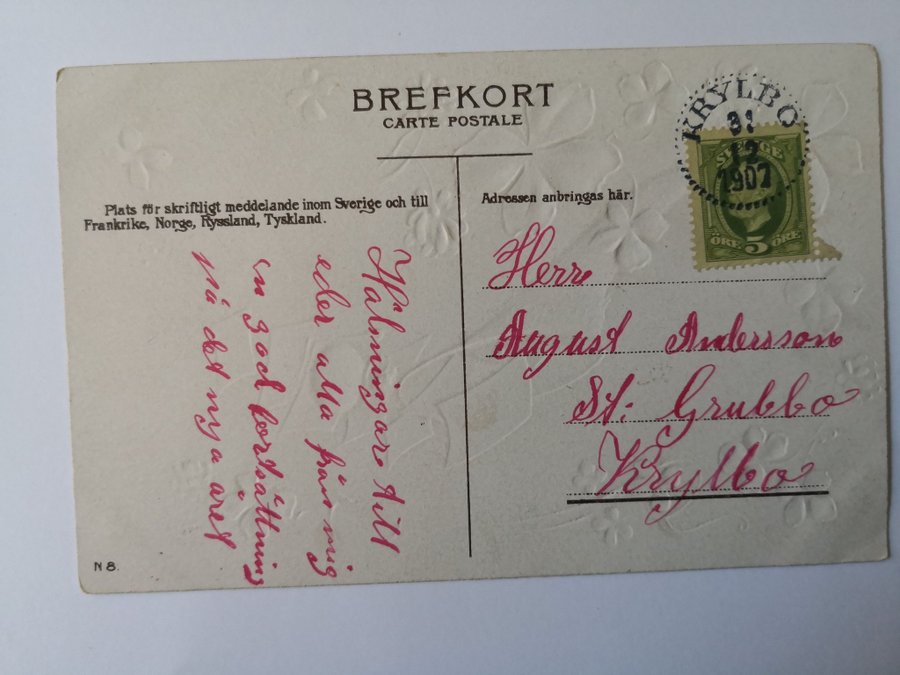 BREFKORT
CARTE POSTALE
Plats för skriftligt meddelande inom Sverige och till
Frankrike, Norge, Ryssland, Tyskland.
Hälningar till
eder alla från mig
en god fortsättning
på det nya året
N 8.
Adressen anbringas här.
KRYLBO
31
12
1907
SVERIGE
ÖRE 5 ÖRE
Herr
August Andersson
St: Grubbo
Krylbo